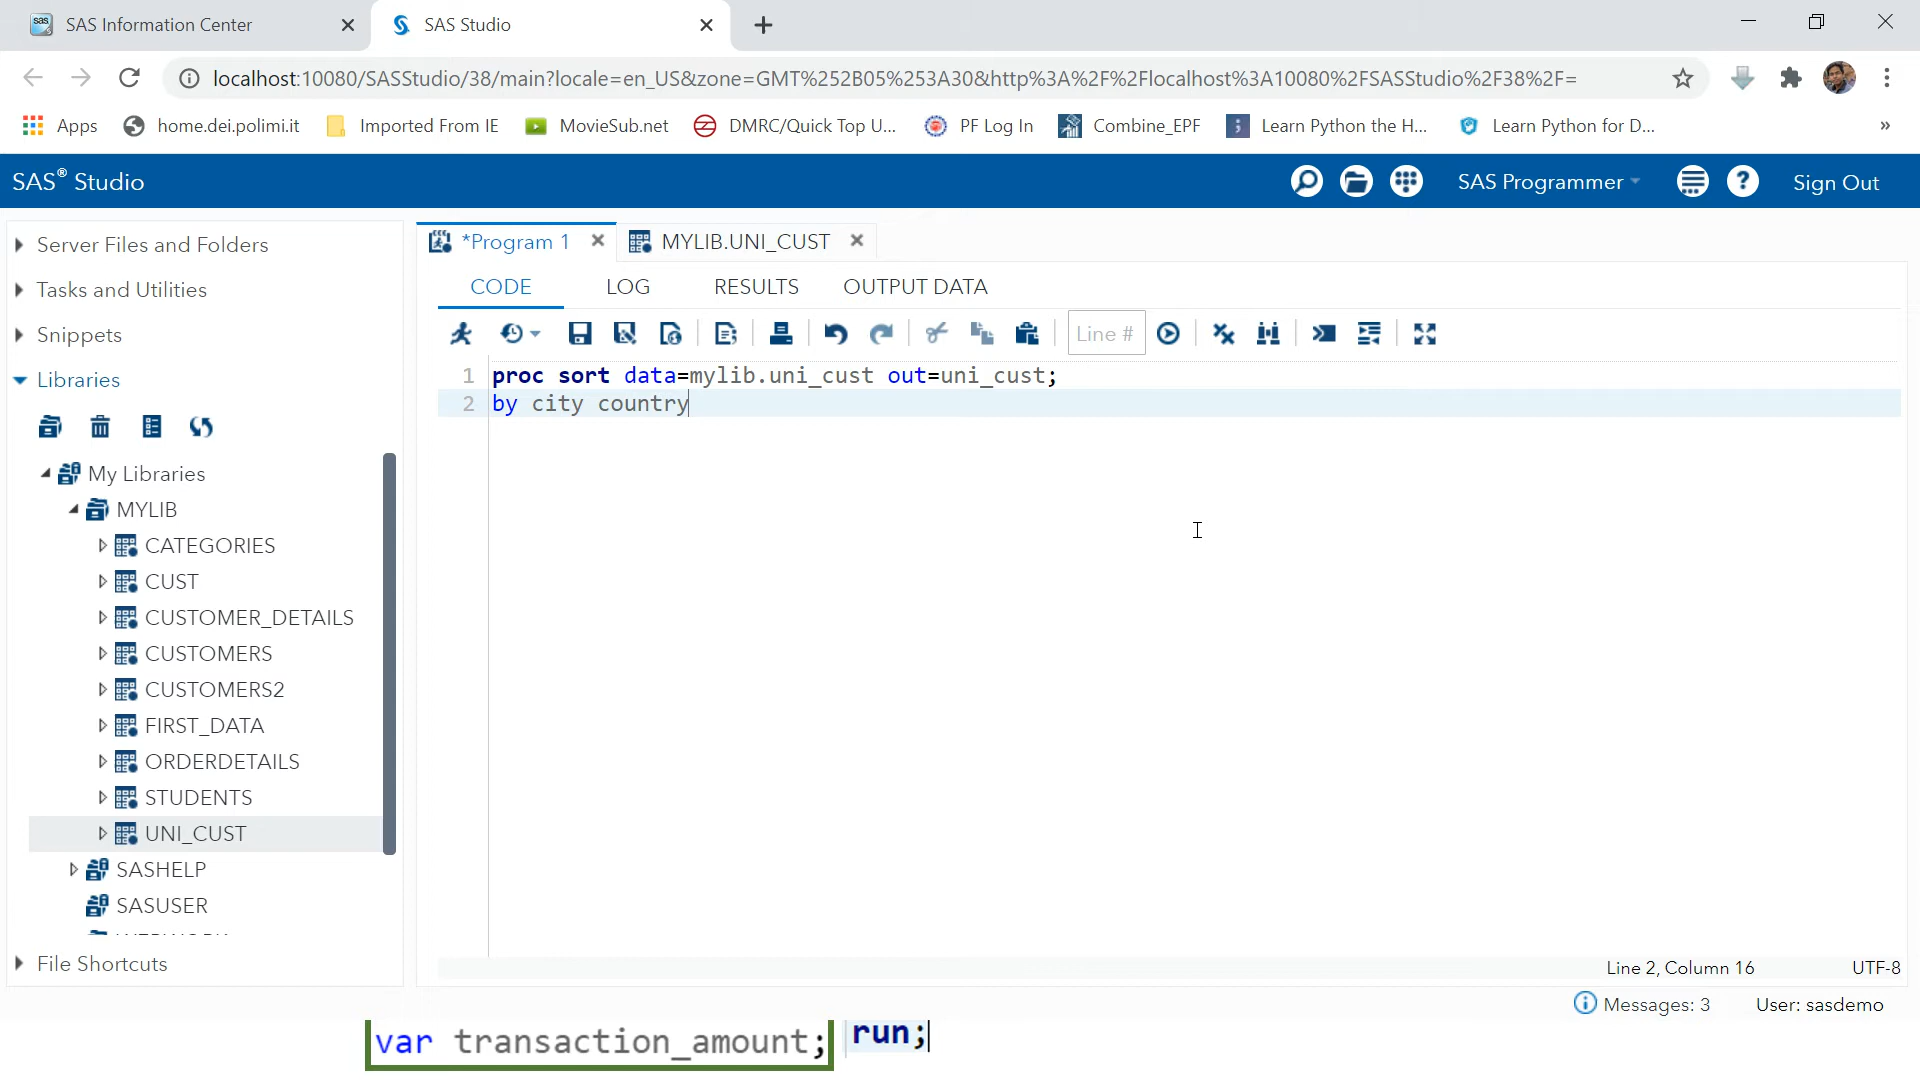 SAS Information Center
SAS Studio
localhost:10080/SASStudio/38/main?locale=en_US&zone=GMT%252B05%253A30&http%3A%2F%2Flocalhost%3A10080%2FSASStudio%2F38%2F=
Apps
home.dei.polimi.it
Imported From IE
MovieSub.net
DMRC/Quick Top U...
PF Log In
Combine_EPF
Learn Python the H...
Learn Python for D...
»
SAS® Studio
SAS Programmer
Sign Out
Server Files and Folders
Tasks and Utilities
Snippets
Libraries
My Libraries
MYLIB
CATEGORIES
CUST
CUSTOMER_DETAILS
CUSTOMERS
CUSTOMERS2
FIRST_DATA
ORDERDETAILS
STUDENTS
UNI_CUST
SASHELP
SASUSER
File Shortcuts
*Program 1
MYLIB.UNI_CUST
CODE
LOG
RESULTS
OUTPUT DATA
Line #
1 proc sort data=mylib.uni_cust out=uni_cust;
2 by city country
Line 2, Column 16
UTF-8
Messages: 3
User: sasdemo
var transaction_amount;
run;